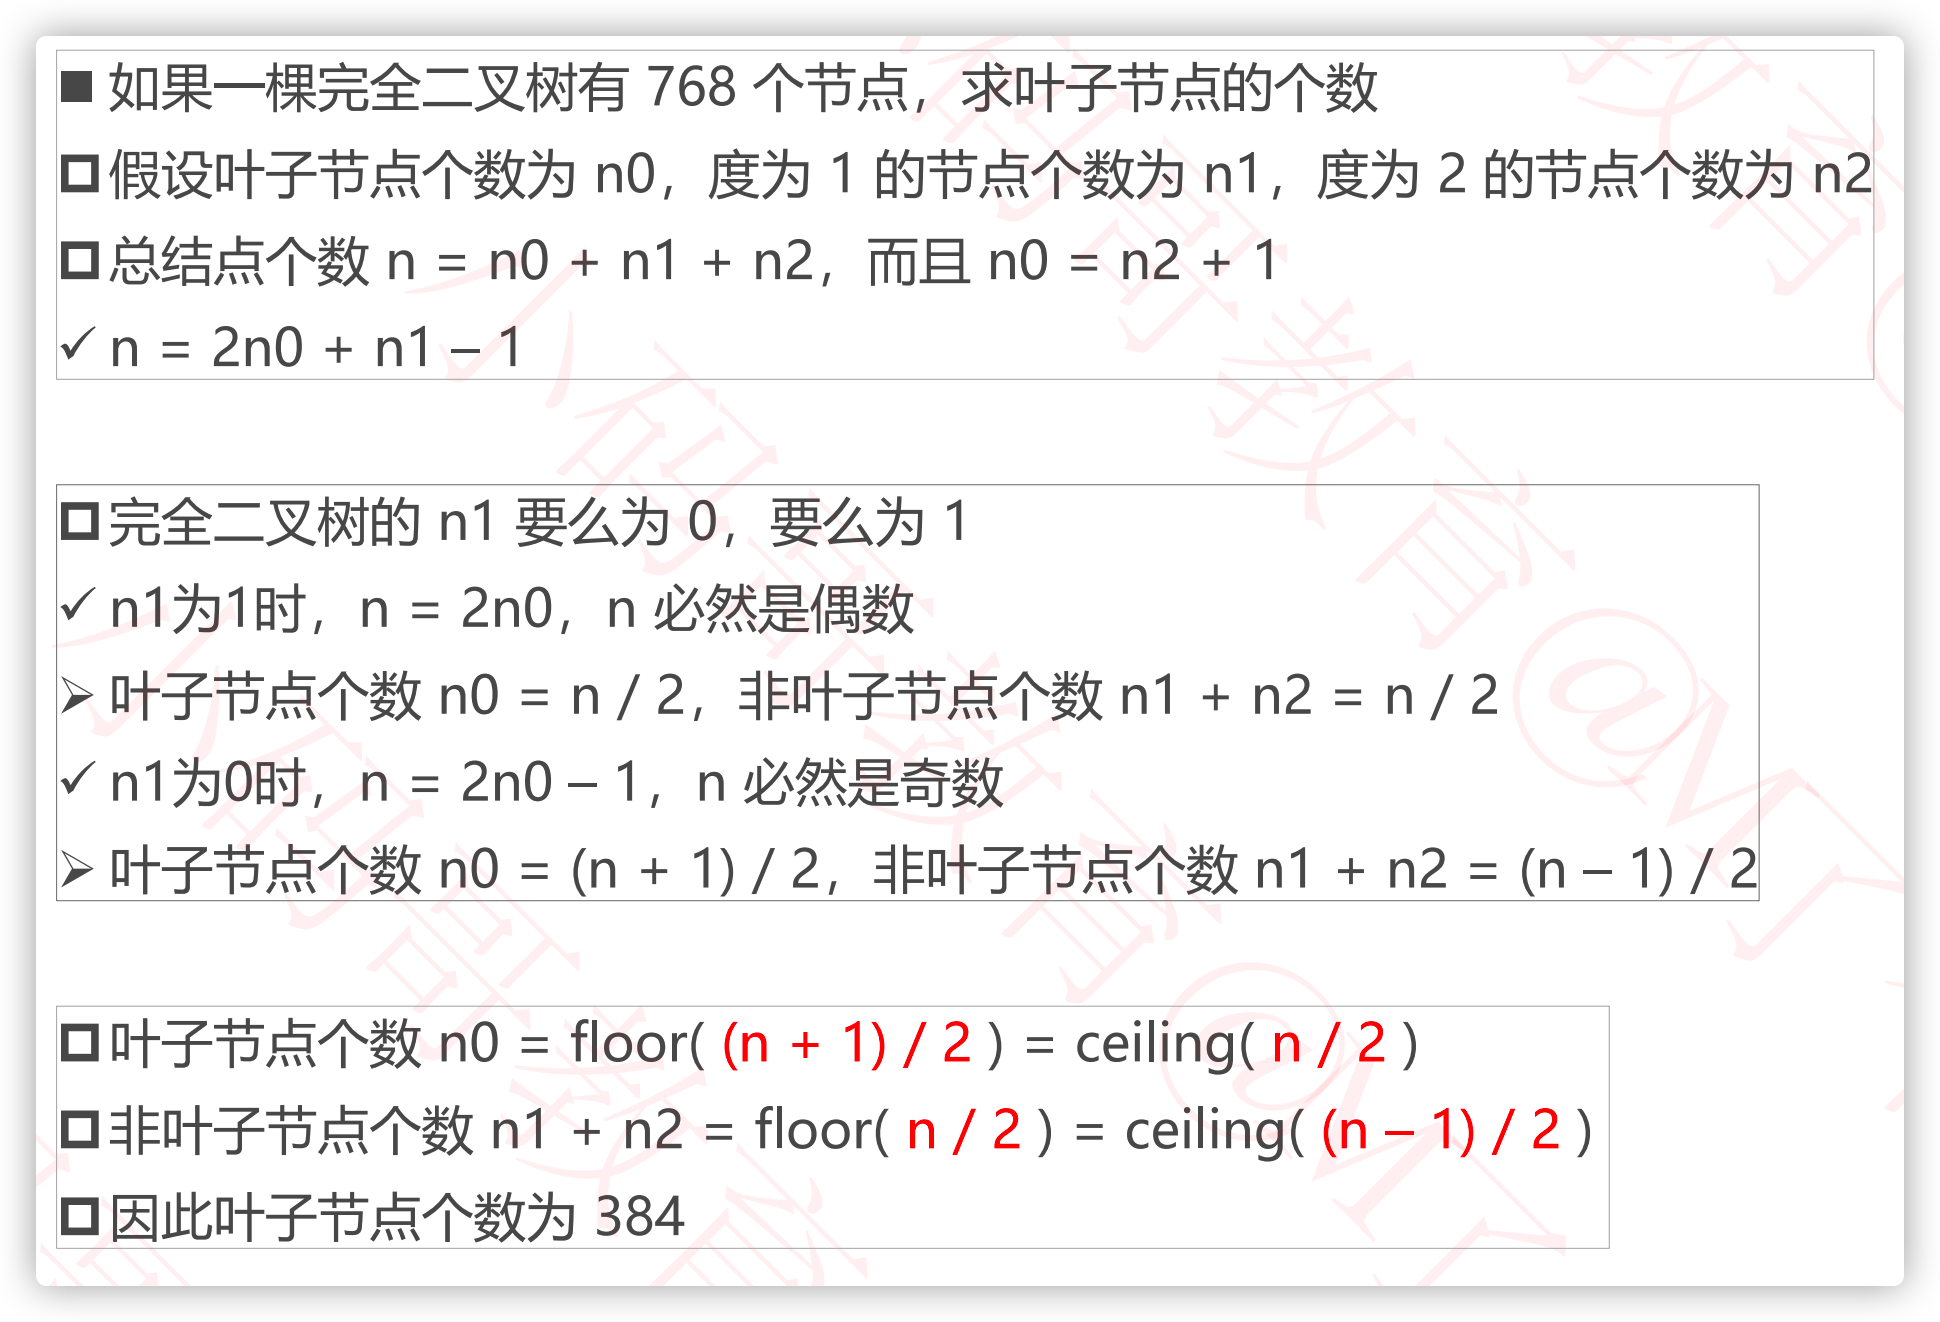 ■ 如果一棵完全二叉树有 768 个节点，求叶子节点的个数
假设叶子节点个数为 n0，度为 1 的节点个数为 n1，度为 2 的节点个数为 n2
总结点个数 n = n0 + n1 + n2，而且 n0 = n2 + 1
✓ n = 2n0 + n1 – 1
完全二叉树的 n1 要么为 0，要么为 1
✓ n1为1时，n = 2n0，n 必然是偶数
➢ 叶子节点个数 n0 = n / 2，非叶子节点个数 n1 + n2 = n / 2
✓ n1为0时，n = 2n0 – 1，n 必然是奇数
➢ 叶子节点个数 n0 = (n + 1) / 2，非叶子节点个数 n1 + n2 = (n – 1) / 2
叶子节点个数 n0 = floor( (n + 1) / 2 ) = ceiling( n / 2 )
非叶子节点个数 n1 + n2 = floor( n / 2 ) = ceiling( (n – 1) / 2 )
因此叶子节点个数为 384
小码哥教育@M了